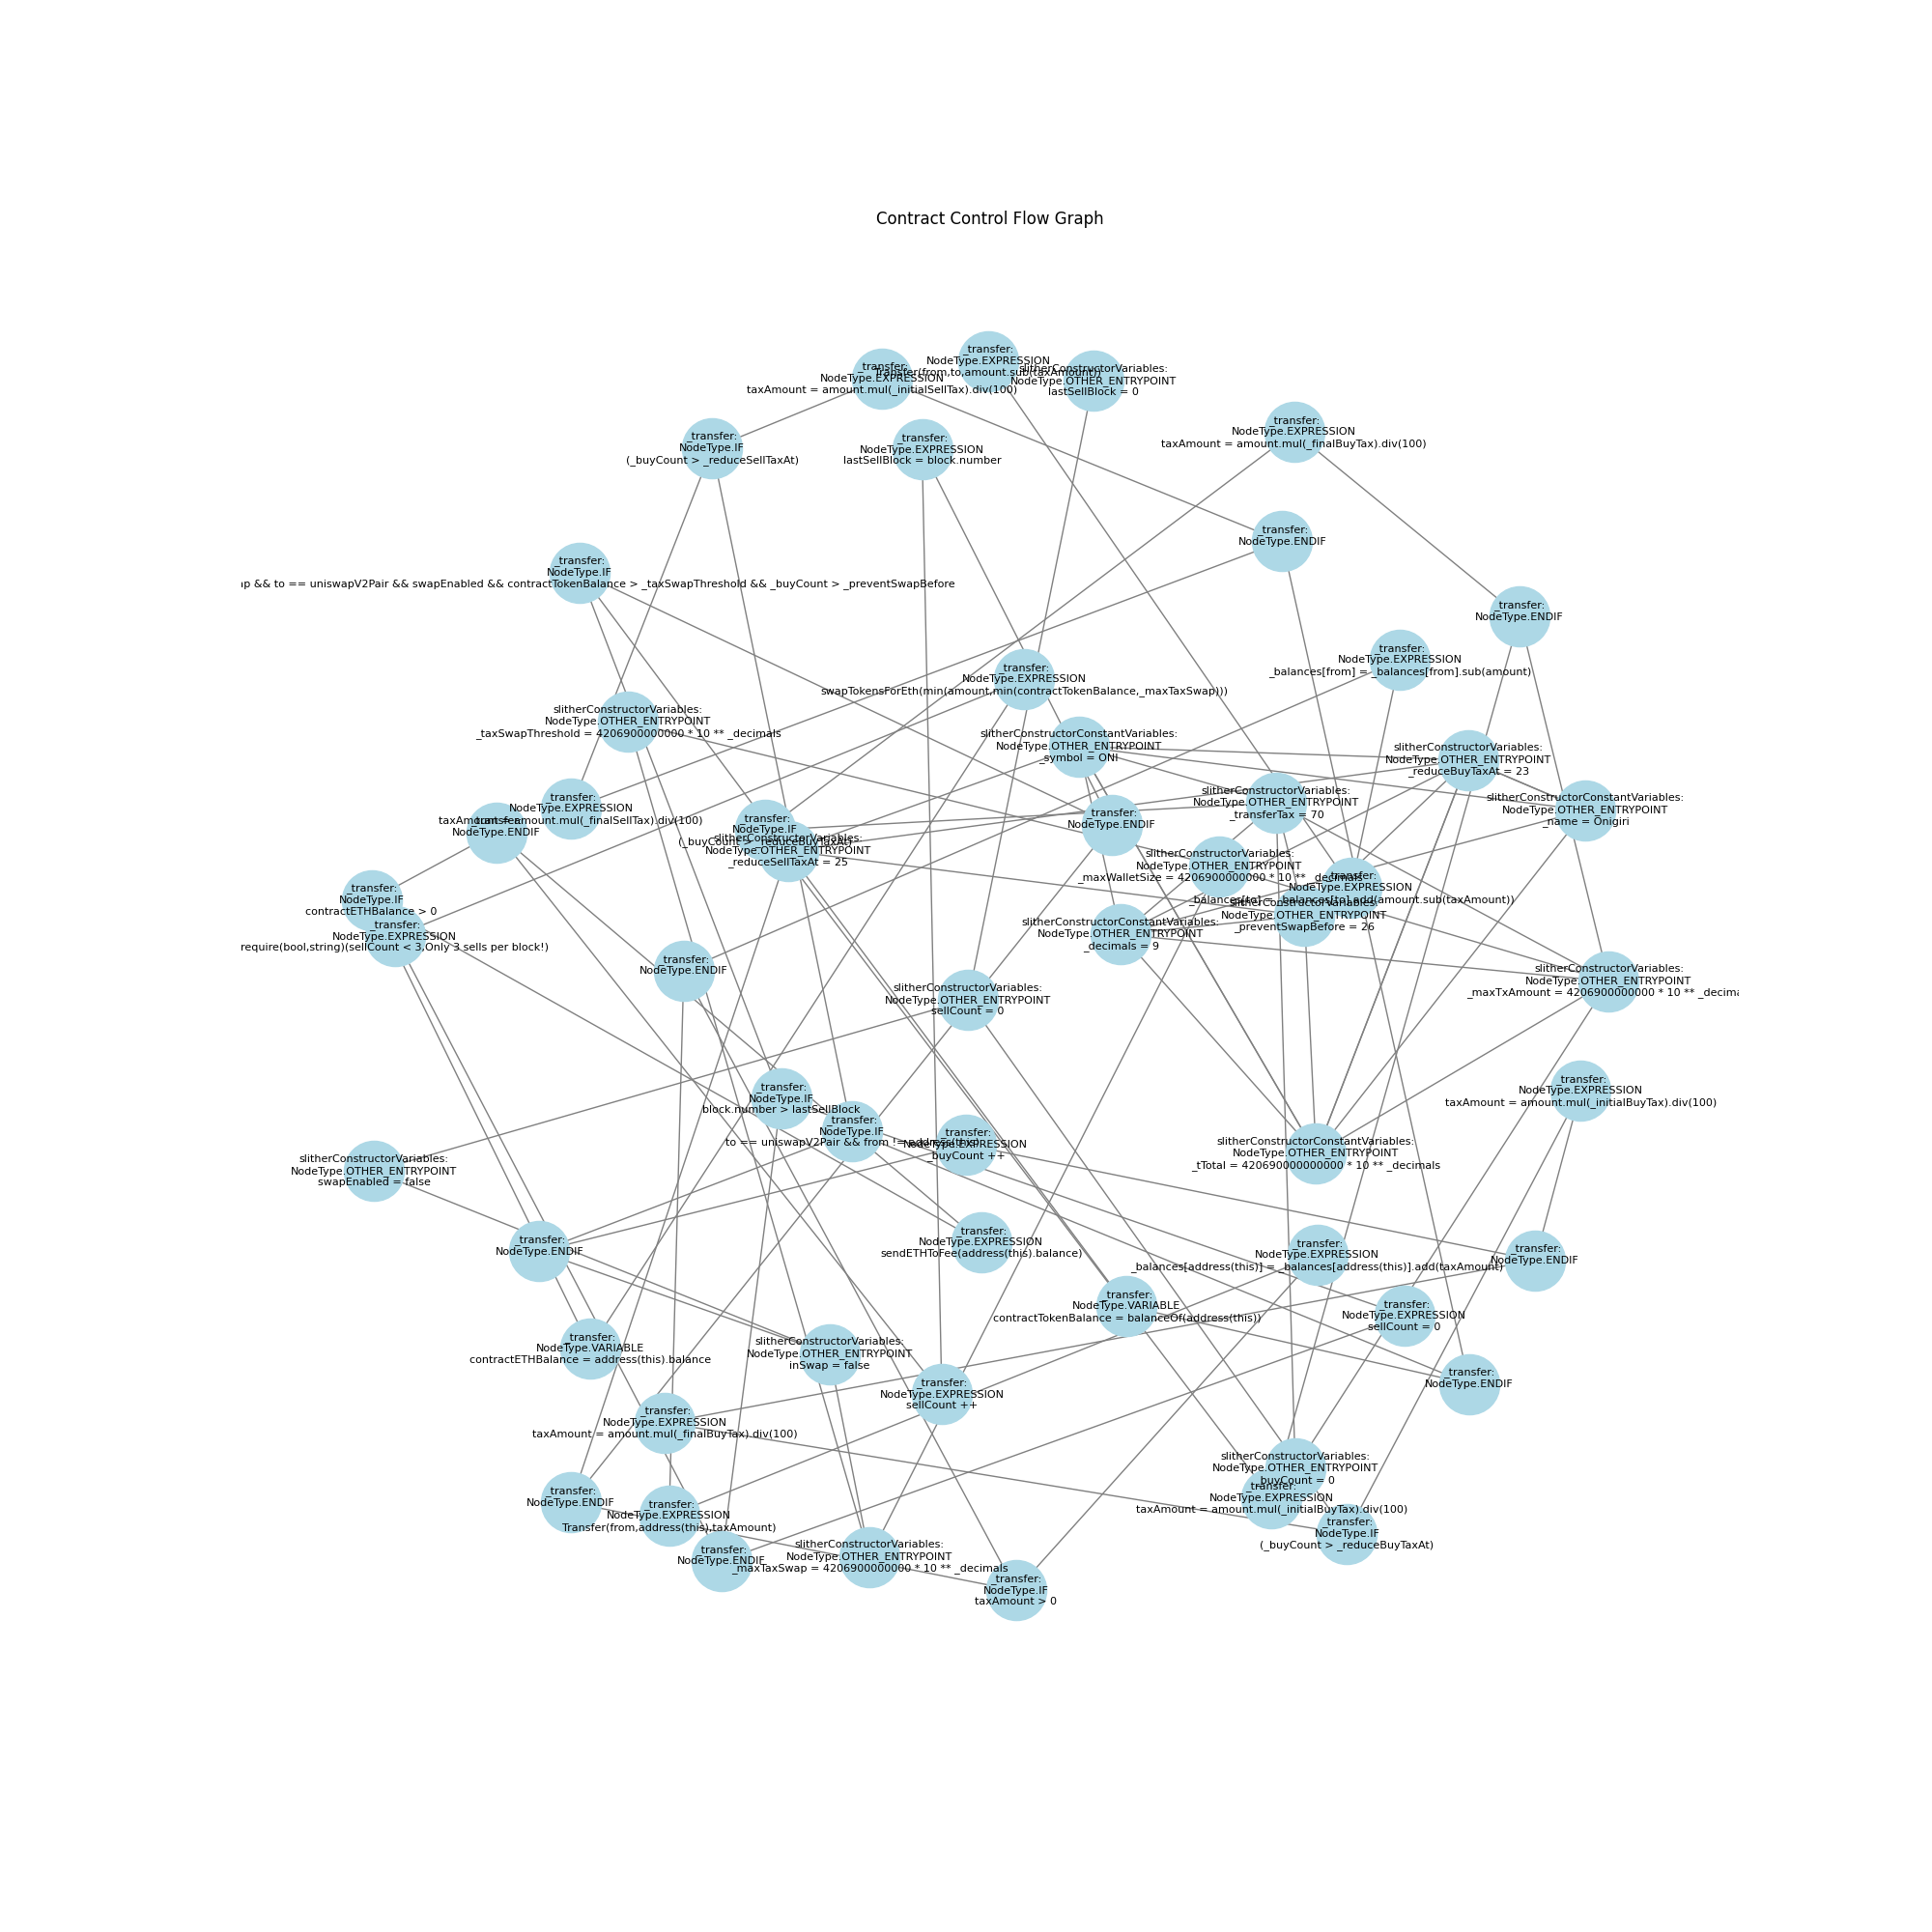 Contract Control Flow Graph
_transfer:
NodeType.EXPRESSION
Transfer(from,to,amount.sub(taxAmount))
_transfer:
NodeType.EXPRESSION
taxAmount = amount.mul(_initialSellTax).div(100)
slitherConstructorVariables:
NodeType.OTHER_ENTRYPOINT
lastSellBlock = 0
_transfer:
NodeType.EXPRESSION
taxAmount = amount.mul(_finalBuyTax).div(100)
_transfer:
NodeType.IF
(_buyCount > _reduceSellTaxAt)
_transfer:
NodeType.EXPRESSION
lastSellBlock = block.number
_transfer:
NodeType.ENDIF
_transfer:
NodeType.IF
&& to == uniswapV2Pair && swapEnabled && contractTokenBalance > _taxSwapThreshold && _buyCount > _preventSwapBefore
_transfer:
NodeType.ENDIF
_transfer:
NodeType.EXPRESSION
_balances[from] = _balances[from].sub(amount)
_transfer:
NodeType.EXPRESSION
swapTokensForEth(min(amount,min(contractTokenBalance,_maxTaxSwap)))
slitherConstructorVariables:
NodeType.OTHER_ENTRYPOINT
_taxSwapThreshold = 4206900000000 * 10 ** _decimals
slitherConstructorConstantVariables:
NodeType.OTHER_ENTRYPOINT
_symbol = ONI
slitherConstructorVariables:
NodeType.OTHER_ENTRYPOINT
_reduceBuyTaxAt = 23
slitherConstructorVariables:
NodeType.OTHER_ENTRYPOINT
_transferTax = 70
slitherConstructorConstantVariables:
NodeType.OTHER_ENTRYPOINT
_name = Onigiri
_transfer:
NodeType.EXPRESSION
taxAmount = amount.mul(_finalSellTax).div(100)
_transfer:
NodeType.ENDIF
_transfer:
NodeType.IF
(_buyCount > _reduceBuyTaxAt)
slitherConstructorVariables:
NodeType.OTHER_ENTRYPOINT
_reduceSellTaxAt = 25
_transfer:
NodeType.ENDIF
slitherConstructorVariables:
NodeType.OTHER_ENTRYPOINT
_maxWalletSize = 4206900000000 * 10 ** _decimals
_transfer:
NodeType.EXPRESSION
_balances[to] = _balances[to].add(amount.sub(taxAmount))
slitherConstructorVariables:
NodeType.OTHER_ENTRYPOINT
_preventSwapBefore = 26
_transfer:
NodeType.IF
contractETHBalance > 0
_transfer:
NodeType.EXPRESSION
require(bool,string)(sellCount < 3,Only 3 sells per block!)
slitherConstructorConstantVariables:
NodeType.OTHER_ENTRYPOINT
_decimals = 9
_transfer:
NodeType.ENDIF
slitherConstructorVariables:
NodeType.OTHER_ENTRYPOINT
_maxTxAmount = 4206900000000 * 10 **
slitherConstructorVariables:
NodeType.OTHER_ENTRYPOINT
sellCount = 0
_transfer:
NodeType.IF
block.number > lastSellBlock
_transfer:
NodeType.EXPRESSION
taxAmount = amount.mul(_initialBuyTax).div(100)
_transfer:
NodeType.IF
to == uniswapV2Pair && from != address(this)
_transfer:
NodeType.EXPRESSION
_buyCount ++
slitherConstructorConstantVariables:
NodeType.OTHER_ENTRYPOINT
_tTotal = 420690000000000 * 10 ** _decimals
slitherConstructorVariables:
NodeType.OTHER_ENTRYPOINT
swapEnabled = false
_transfer:
NodeType.ENDIF
_transfer:
NodeType.EXPRESSION
sendETHToFee(address(this).balance)
_transfer:
NodeType.EXPRESSION
_balances[address(this)] = _balances[address(this)].add(taxAmount)
_transfer:
NodeType.ENDIF
_transfer:
NodeType.VARIABLE
contractTokenBalance = balanceOf(address(this))
_transfer:
NodeType.EXPRESSION
sellCount = 0
_transfer:
NodeType.VARIABLE
contractETHBalance = address(this).balance
slitherConstructorVariables:
NodeType.OTHER_ENTRYPOINT
inSwap = false
_transfer:
NodeType.ENDIF
_transfer:
NodeType.EXPRESSION
sellCount ++
_transfer:
NodeType.EXPRESSION
taxAmount = amount.mul(_finalBuyTax).div(100)
slitherConstructorVariables:
NodeType.OTHER_ENTRYPOINT
_buyCount = 0
_transfer:
NodeType.EXPRESSION
taxAmount = amount.mul(_initialBuyTax).div(100)
_transfer:
NodeType.ENDIF
_transfer:
NodeType.EXPRESSION
Transfer(from,address(this),taxAmount)
_transfer:
NodeType.IF
(_buyCount > _reduceBuyTaxAt)
_transfer:
NodeType.ENDIF
slitherConstructorVariables:
NodeType.OTHER_ENTRYPOINT
_maxTaxSwap = 4206900000000 * 10 ** _decimals
_transfer:
NodeType.IF
taxAmount > 0